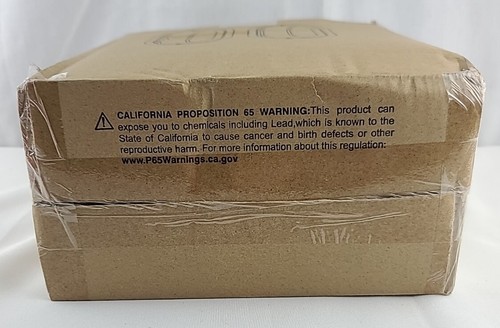 CALIFORNIA PROPOSITION 65 WARNING:This product can
expose you to chemicals including Lead,which is known to the
State of California to cause cancer and birth defects or other
reproductive harm. For more information about this regulation:
www.P65Warnings.ca.gov